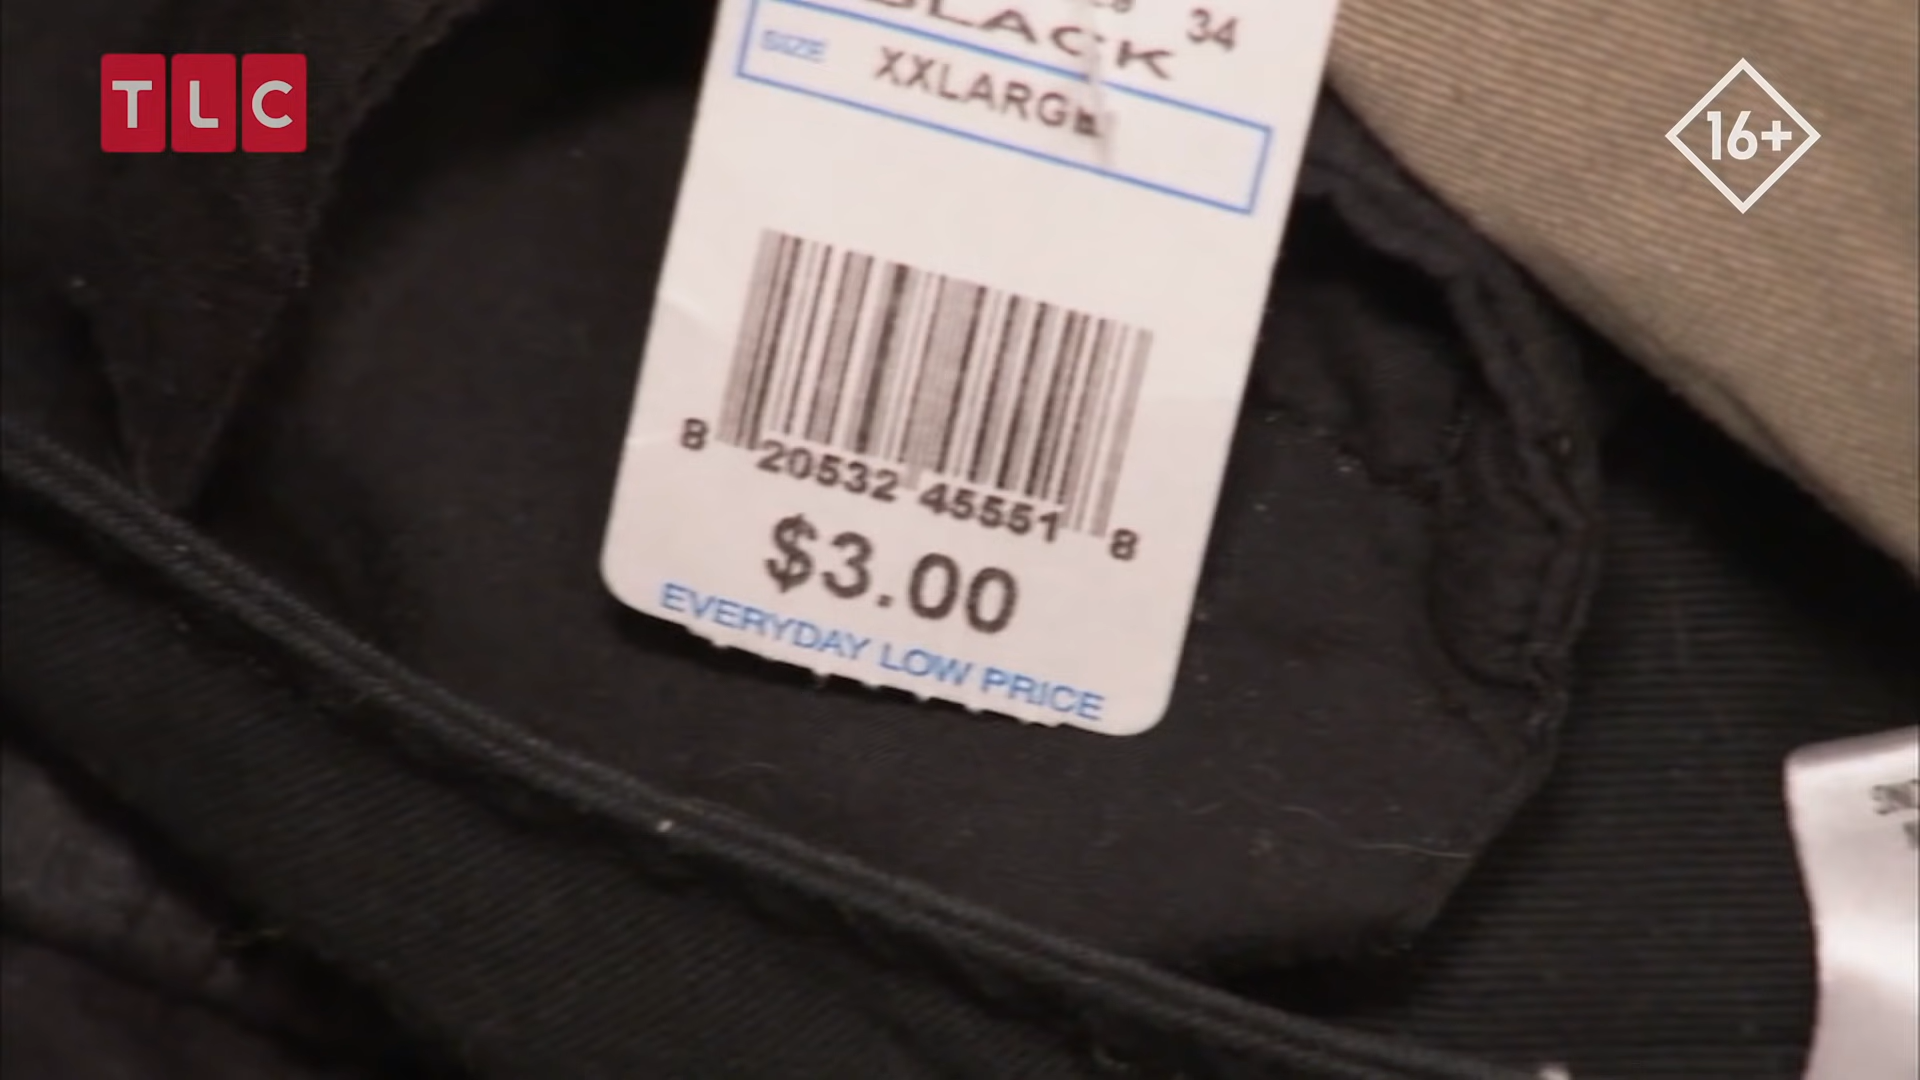 TLC
16+
34
BLACK
SIZE XXLARGE
8 20532 45551 8
$3.00
EVERYDAY LOW PRICE